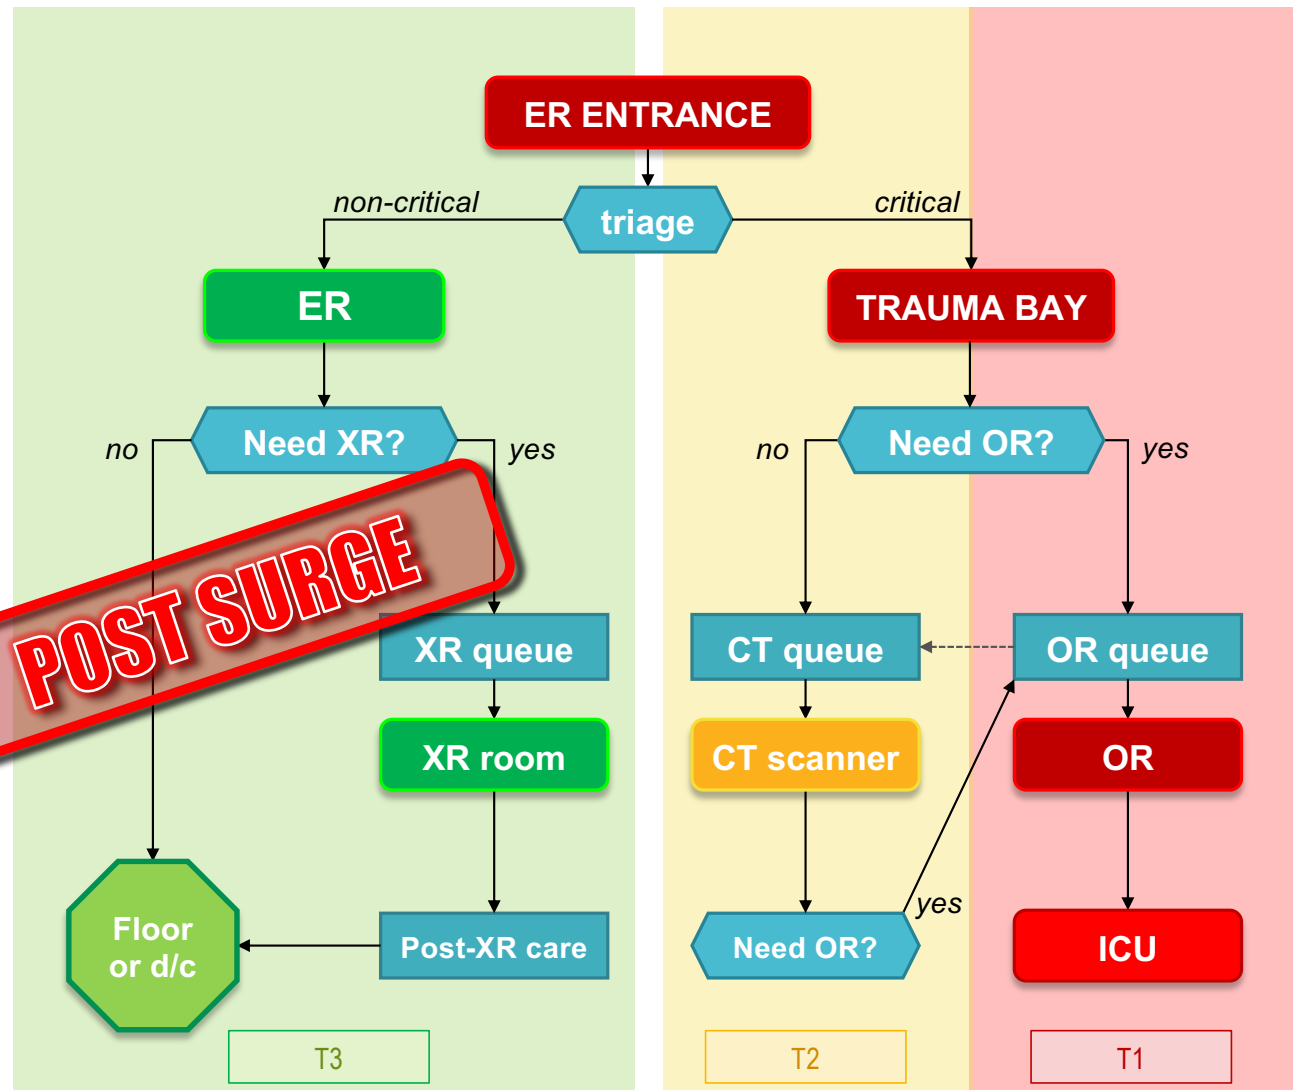 ER ENTRANCE
non-critical
triage
critical
ER
TRAUMA BAY
no
Need XR?
yes
no
Need OR?
yes
POST SURGE
XR queue
CT queue
OR queue
XR room
CT scanner
OR
Floor
or d/c
Post-XR care
Need OR?
yes
ICU
T3
T2
T1